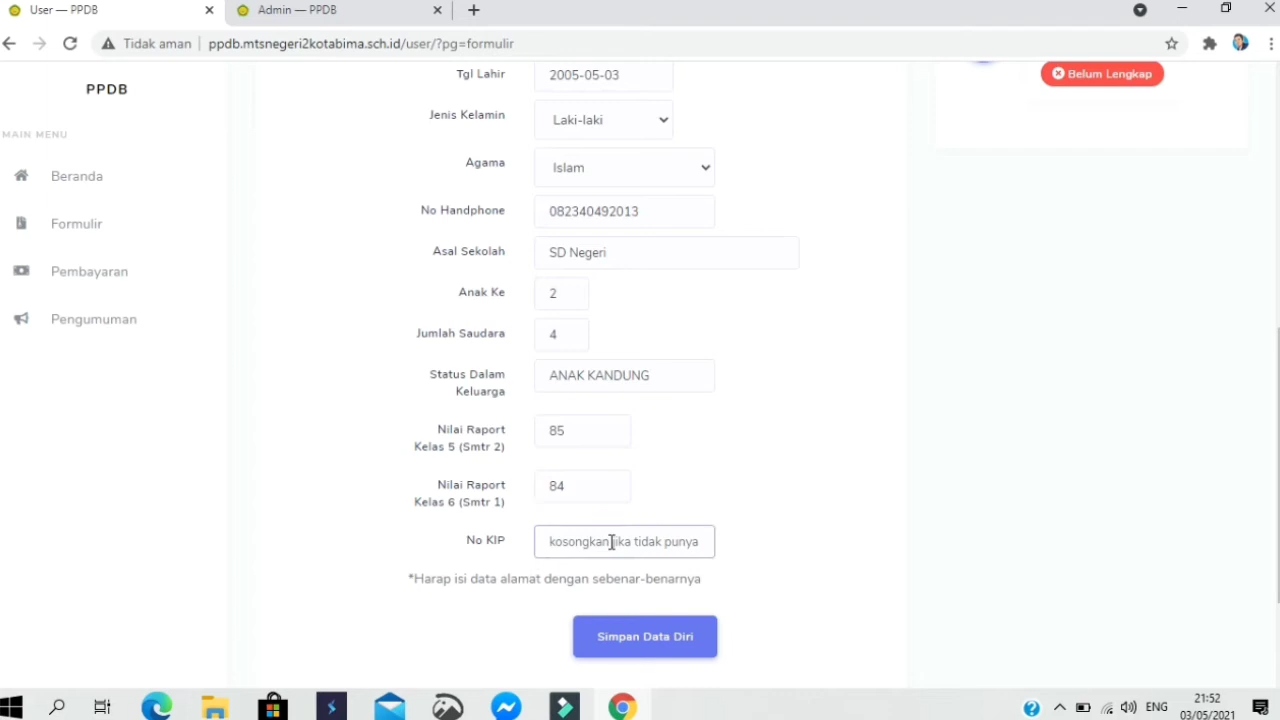 User — PPDB
Admin — PPDB
Tidak aman
ppdb.mtsnegeri2kotabima.sch.id/user/?pg=formulir
PPDB
MAIN MENU
Beranda
Formulir
Pembayaran
Pengumuman
Tgl Lahir
2005-05-03
Jenis Kelamin
Laki-laki
Agama
Islam
No Handphone
082340492013
Asal Sekolah
SD Negeri
Anak Ke
2
Jumlah Saudara
4
Status Dalam
Keluarga
ANAK KANDUNG
Nilai Raport
Kelas 5 (Smtr 2)
85
Nilai Raport
Kelas 6 (Smtr 1)
84
No KIP
kosongkan jika tidak punya
*Harap isi data alamat dengan sebenar-benarnya
Simpan Data Diri
Belum Lengkap
ENG
21:52
03/05/2021